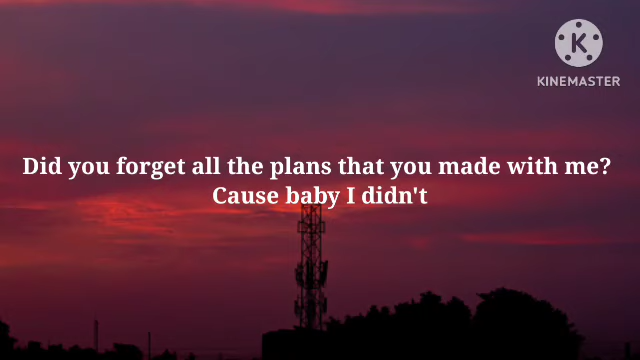 KINEMASTER
Did you forget all the plans that you made with me?
Cause baby I didn't